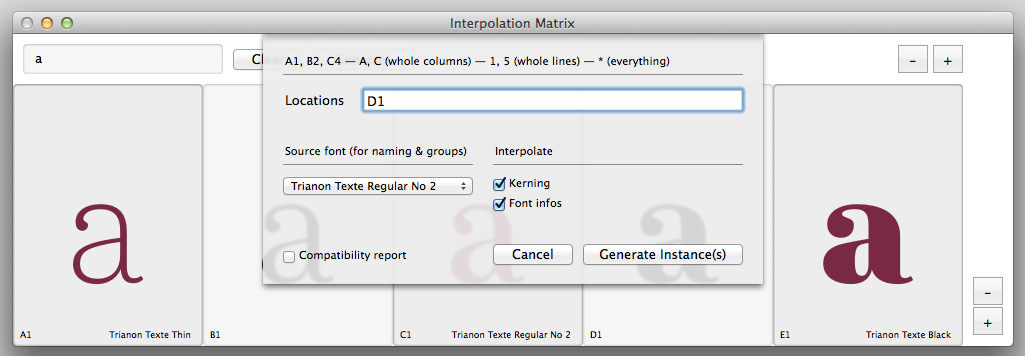 Interpolation Matrix
a
- +
A1, B2, C4 — A, C (whole columns) — 1, 5 (whole lines) — * (everything)
Locations D1
Source font (for naming & groups) Interpolate
Trianon Texte Regular No 2
Kerning
Font infos
Compatibility report Cancel Generate Instance(s)
a a a a a
-
+
A1 Trianon Texte Thin B1 C1 Trianon Texte Regular No 2 D1 E1 Trianon Texte Black